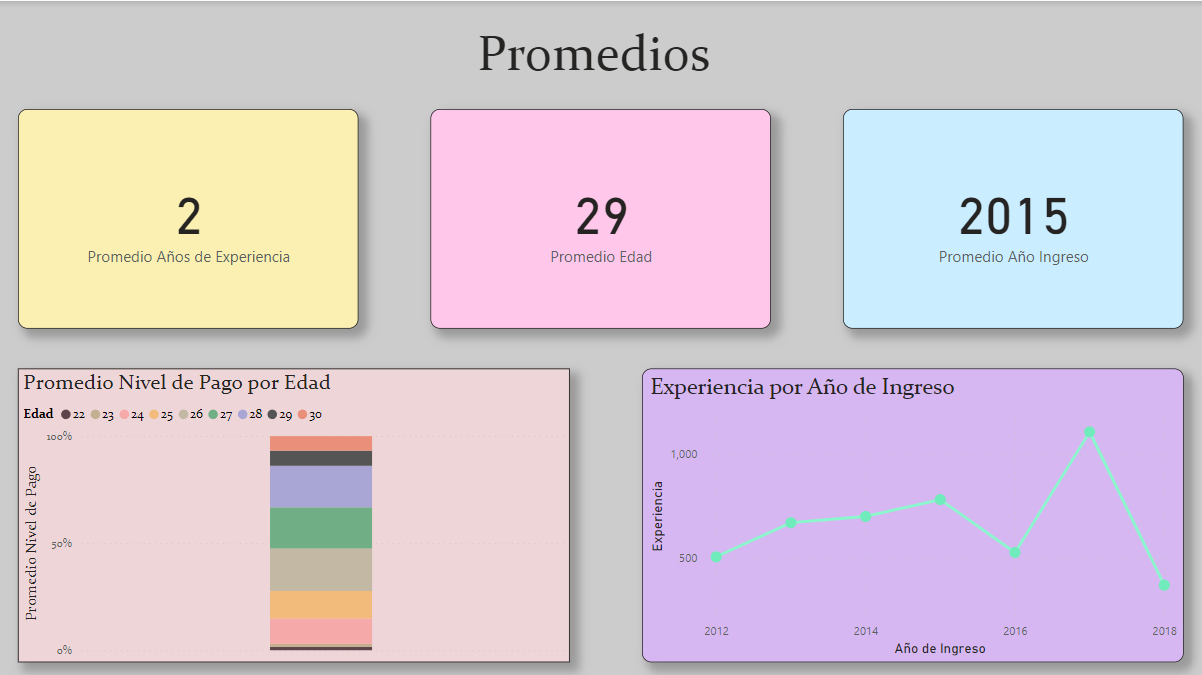 Promedios
2
Promedio Años de Experiencia
29
Promedio Edad
2015
Promedio Año Ingreso
Promedio Nivel de Pago por Edad
Edad 22 23 24 25 26 27 28 29 30
100%
50%
0%
Promedio Nivel de Pago
Experiencia por Año de Ingreso
1,000
500
Experiencia
2012 2014 2016 2018
Año de Ingreso